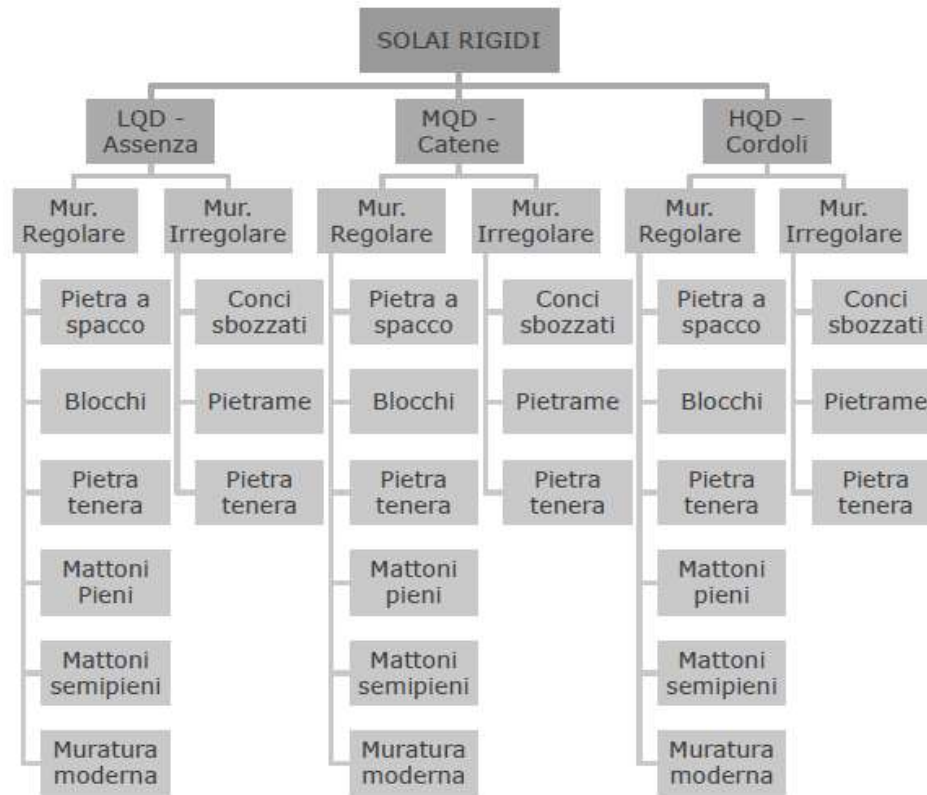 SOLAI RIGIDI
LQD -
Assenza
MQD -
Catene
HQD –
Cordoli
Mur.
Regolare
Mur.
Irregolare
Mur.
Regolare
Mur.
Irregolare
Mur.
Regolare
Mur.
Irregolare
Pietra a
spacco
Conci
sbozzati
Pietra a
spacco
Conci
sbozzati
Pietra a
spacco
Conci
sbozzati
Blocchi
Pietrame
Blocchi
Pietrame
Blocchi
Pietrame
Pietra
tenera
Pietra
tenera
Pietra
tenera
Pietra
tenera
Pietra
tenera
Pietra
tenera
Mattoni
Pieni
Mattoni
pieni
Mattoni
pieni
Mattoni
semipieni
Mattoni
semipieni
Mattoni
semipieni
Muratura
moderna
Muratura
moderna
Muratura
moderna